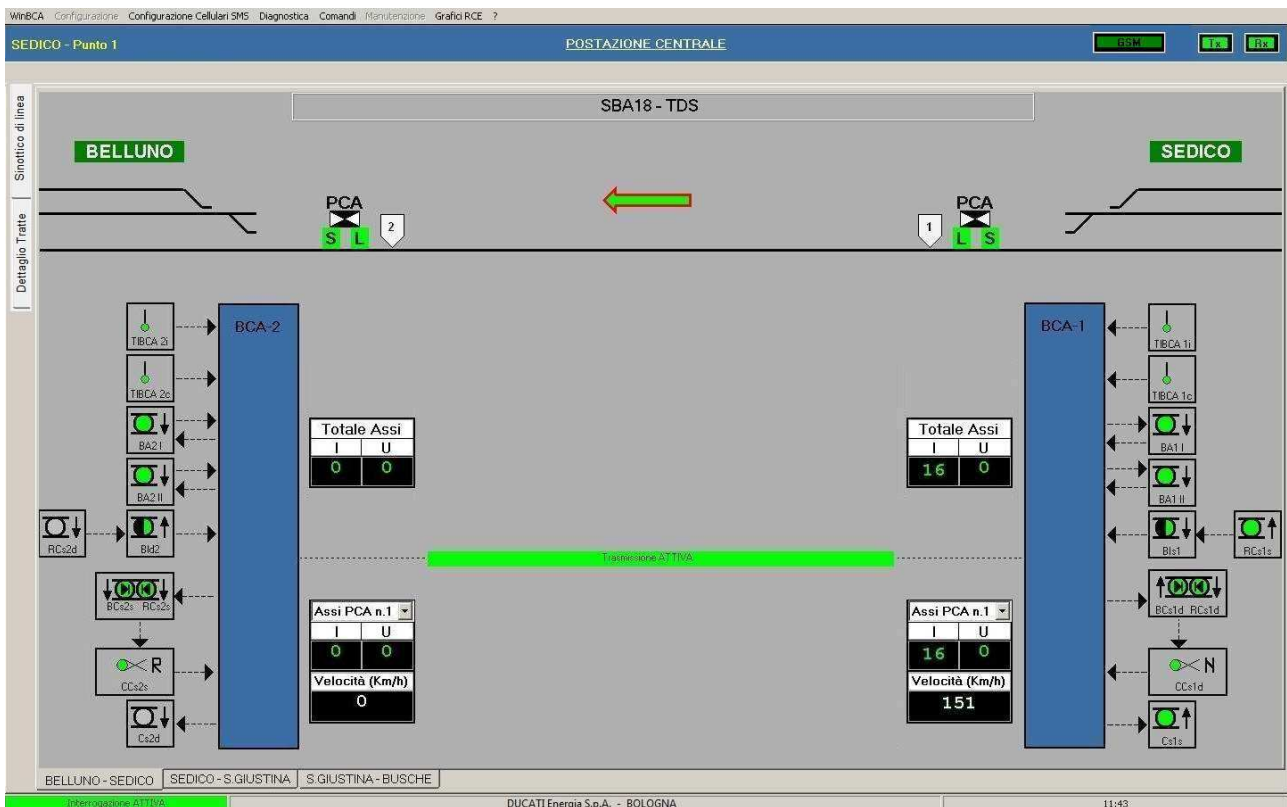 WinBCA Configurazione Configurazione Cellulari SMS Diagnostica Comandi Manutenzione Grafici RCE ?
SEDICO - Punto 1 POSTAZIONE CENTRALE GSM Tx Rx
SBA18 - TDS
Sinottico di linea
Dettaglio Tratte
BELLUNO SEDICO
PCA PCA
S L 2 1 L S
BCA-2 BCA-1
TIBCA 2i TIBCA 1i
TIBCA 2c TIBCA 1c
BA2 I BA1 I
BA2 II BA1 II
Totale Assi Totale Assi
I U I U
0 0 16 0
RCs2d BId2 BIs1 RCs1s
Trasmissione ATTIVA
BCs2s RCs2s BCs1d RCs1d
Assi PCA n.1 Assi PCA n.1
I U I U
0 0 16 0
R N
CCs2s CCs1d
Velocità (Km/h) Velocità (Km/h)
0 151
Cs2d Cs1s
BELLUNO - SEDICO SEDICO - S.GIUSTINA S.GIUSTINA - BUSCHE
Interrogazione ATTIVA DUCATI Energia S.p.A. - BOLOGNA 11:43